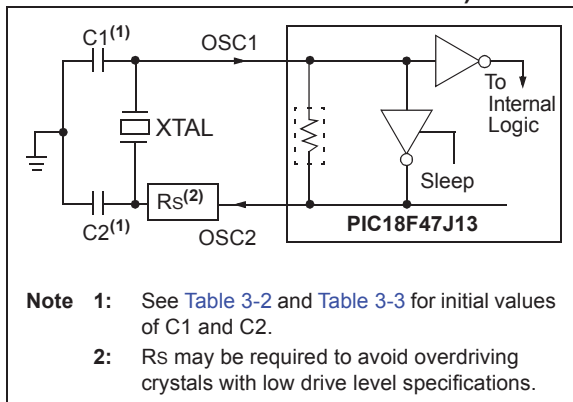 C1(1)
OSC1
To
Internal
Logic
XTAL
Sleep
RS(2)
C2(1)
OSC2
PIC18F47J13
Note 1: See Table 3-2 and Table 3-3 for initial values
of C1 and C2.
2: RS may be required to avoid overdriving
crystals with low drive level specifications.